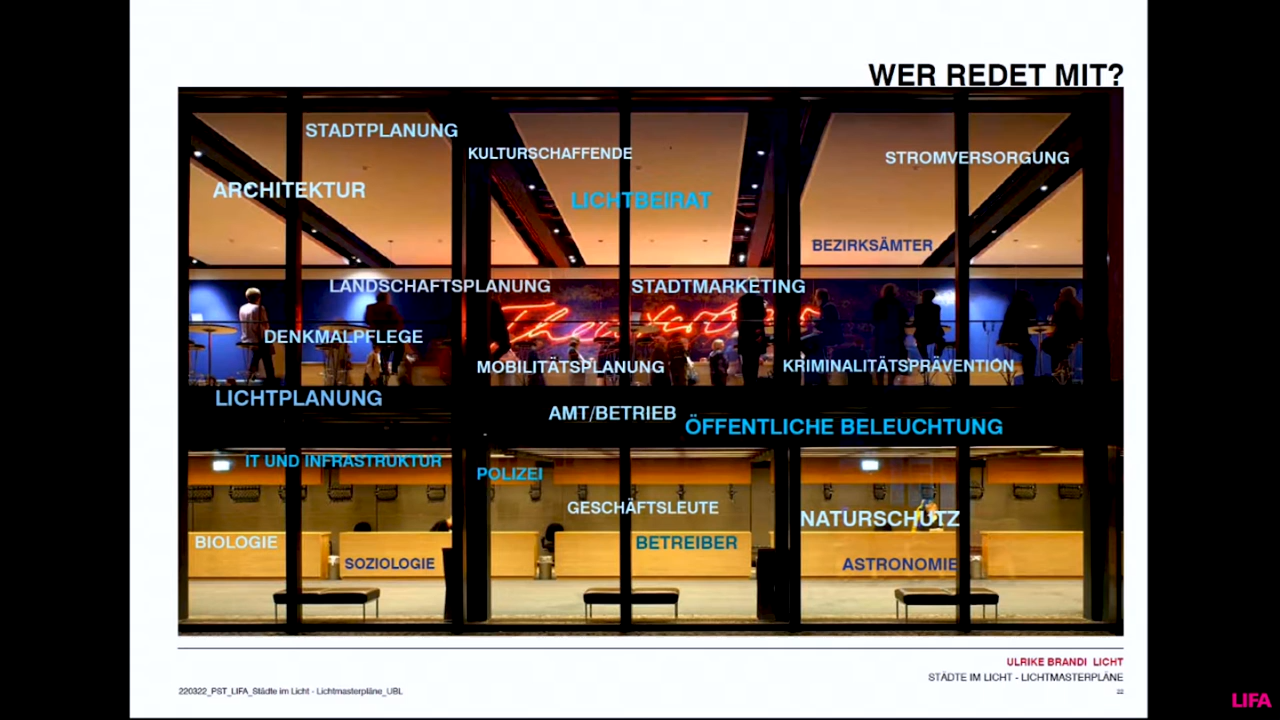 WER REDET MIT?
STADTPLANUNG
KULTURSCHAFFENDE
STROMVERSORGUNG
ARCHITEKTUR
LICHTBEIRAT
BEZIRKSÄMTER
LANDSCHAFTSPLANUNG
STADTMARKETING
DENKMALPFLEGE
MOBILITÄTSPLANUNG
KRIMINALITÄTSPRÄVENTION
LICHTPLANUNG
AMT/BETRIEB
ÖFFENTLICHE BELEUCHTUNG
IT UND INFRASTRUKTUR
POLIZEI
GESCHÄFTSLEUTE
NATURSCHUTZ
BIOLOGIE
BETREIBER
SOZIOLOGIE
ASTRONOMIE
ULRIKE BRANDI LICHT
STÄDTE IM LICHT - LICHTMASTERPLÄNE
220322_PST_LIFA_Städte im Licht - Lichtmasterpläne_UBL
22
LIFA